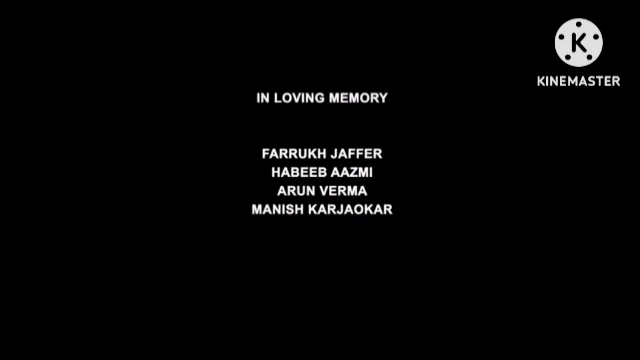 K
KINEMASTER
IN LOVING MEMORY
FARRUKH JAFFER
HABEEB AAZMI
ARUN VERMA
MANISH KARJAOKAR